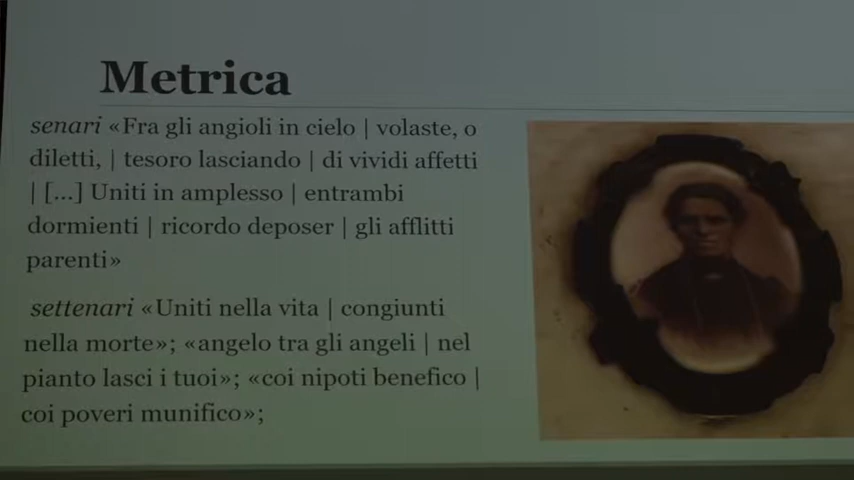 Metrica
senari «Fra gli angioli in cielo | volaste, o
diletti, | tesoro lasciando | di vividi affetti
| [...] Uniti in amplesso | entrambi
dormienti | ricordo deposer | gli afflitti
parenti»
settenari «Uniti nella vita | congiunti
nella morte»; «angelo tra gli angeli | nel
pianto lasci i tuoi»; «coi nipoti benefico |
coi poveri munifico»;